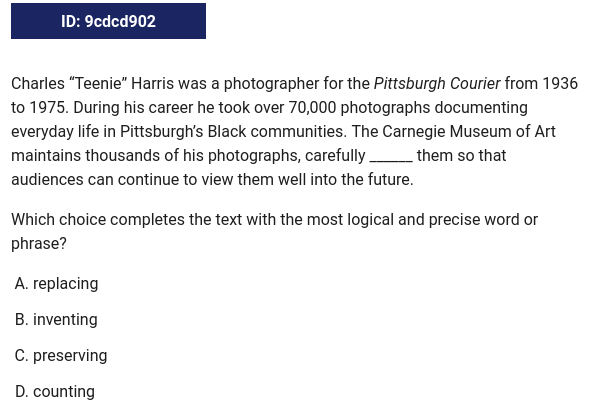 ID: 9cdcd902
Charles “Teenie” Harris was a photographer for the Pittsburgh Courier from 1936
to 1975. During his career he took over 70,000 photographs documenting
everyday life in Pittsburgh’s Black communities. The Carnegie Museum of Art
maintains thousands of his photographs, carefully ______ them so that
audiences can continue to view them well into the future.
Which choice completes the text with the most logical and precise word or
phrase?
A. replacing
B. inventing
C. preserving
D. counting